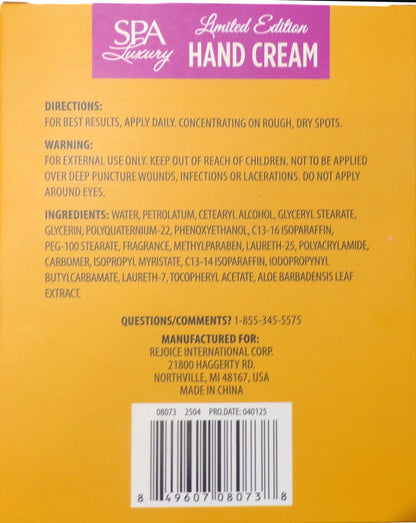 SPA Limited Edition
Luxury HAND CREAM
DIRECTIONS:
FOR BEST RESULTS, APPLY DAILY. CONCENTRATING ON ROUGH, DRY SPOTS.
WARNING:
FOR EXTERNAL USE ONLY. KEEP OUT OF REACH OF CHILDREN. NOT TO BE APPLIED
OVER DEEP PUNCTURE WOUNDS, INFECTIONS OR LACERATIONS. DO NOT APPLY
AROUND EYES.
INGREDIENTS: WATER, PETROLATUM, CETEARYL ALCOHOL, GLYCERYL STEARATE,
GLYCERIN, POLYQUATERNIUM-22, PHENOXYETHANOL, C13-16 ISOPARAFFIN,
PEG-100 STEARATE, FRAGRANCE, METHYLPARABEN, LAURETH-25, POLYACRYLAMIDE,
CARBOMER, ISOPROPYL MYRISTATE, C13-14 ISOPARAFFIN, IODOPROPYNYL
BUTYLCARBAMATE, LAURETH-7, TOCOPHERYL ACETATE, ALOE BARBADENSIS LEAF
EXTRACT.
QUESTIONS/COMMENTS? 1-855-345-5575
MANUFACTURED FOR:
REJOICE INTERNATIONAL CORP.
21800 HAGGERTY RD.
NORTHVILLE, MI 48167, USA
MADE IN CHINA
08073 2504 PRO.DATE: 040125
8 49607 08073 8